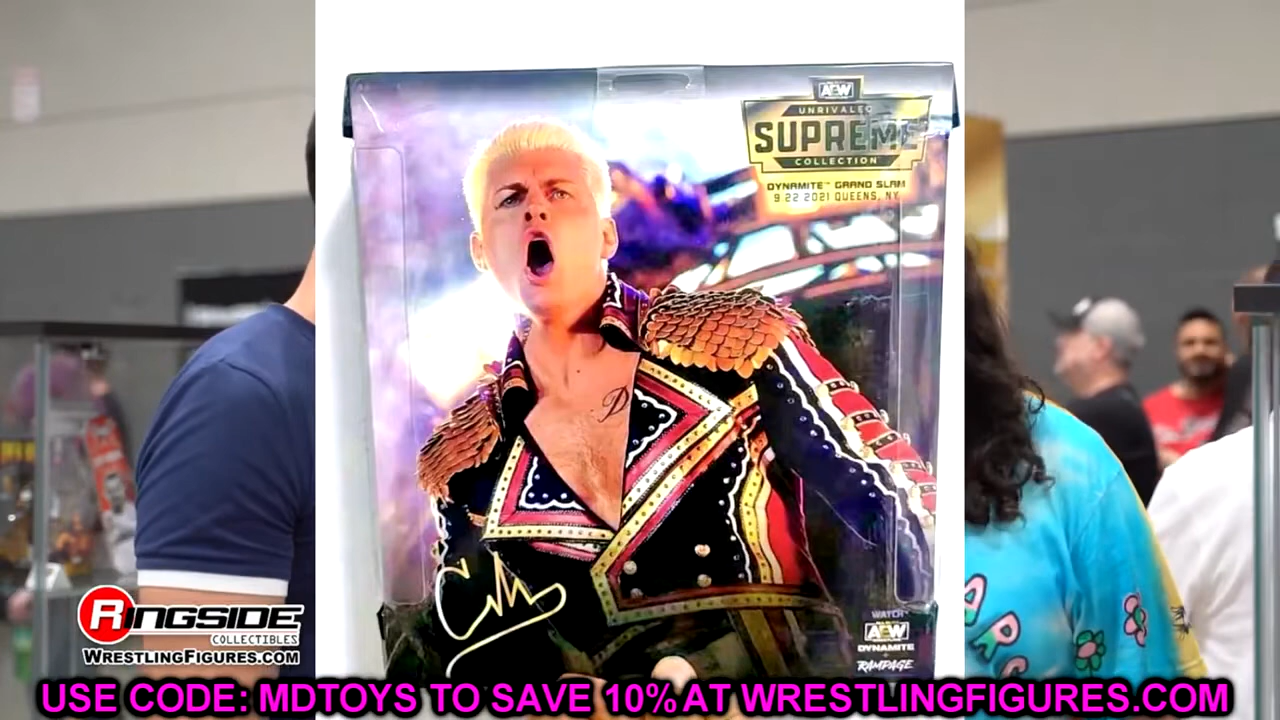 AEW
UNRIVALED
SUPREME
COLLECTION
DYNAMITE™ GRAND SLAM
9 22 2021 QUEENS, NY
D
WATCH
AEW
DYNAMITE
RAMPAGE
RINGSIDE
COLLECTIBLES
WRESTLINGFIGURES.COM
USE CODE: MDTOYS TO SAVE 10% AT WRESTLINGFIGURES.COM